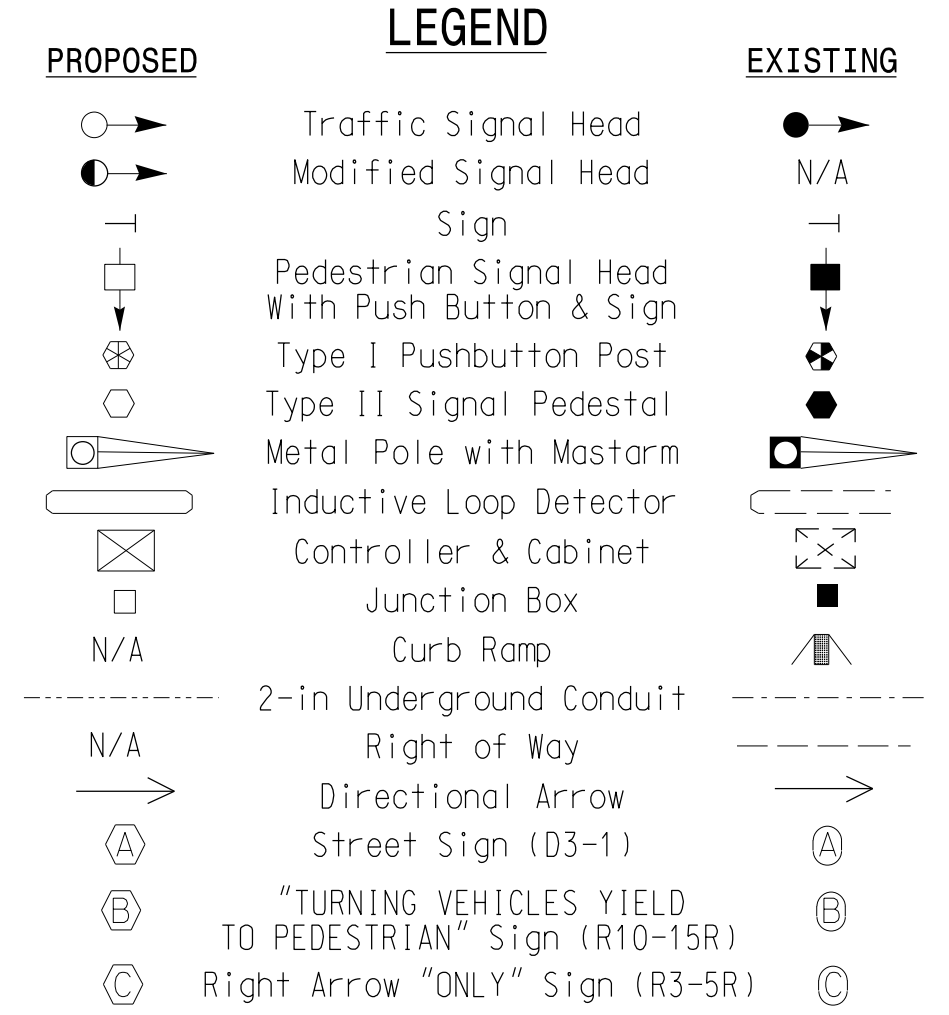 LEGEND
PROPOSED EXISTING
Traffic Signal Head
Modified Signal Head N/A
Sign
Pedestrian Signal Head
With Push Button & Sign
Type I Pushbutton Post
Type II Signal Pedestal
Metal Pole with Mastarm
Inductive Loop Detector
Controller & Cabinet
Junction Box
N/A Curb Ramp
2-in Underground Conduit
N/A Right of Way
Directional Arrow
A Street Sign (D3-1) A
"TURNING VEHICLES YIELD
B TO PEDESTRIAN" Sign (R10-15R) B
C Right Arrow "ONLY" Sign (R3-5R) C